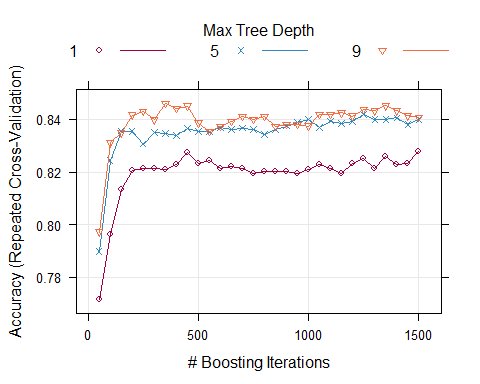 Max Tree Depth
1 5 9
Accuracy (Repeated Cross-Validation)
0.84
0.82
0.80
0.78
0 500 1000 1500
# Boosting Iterations